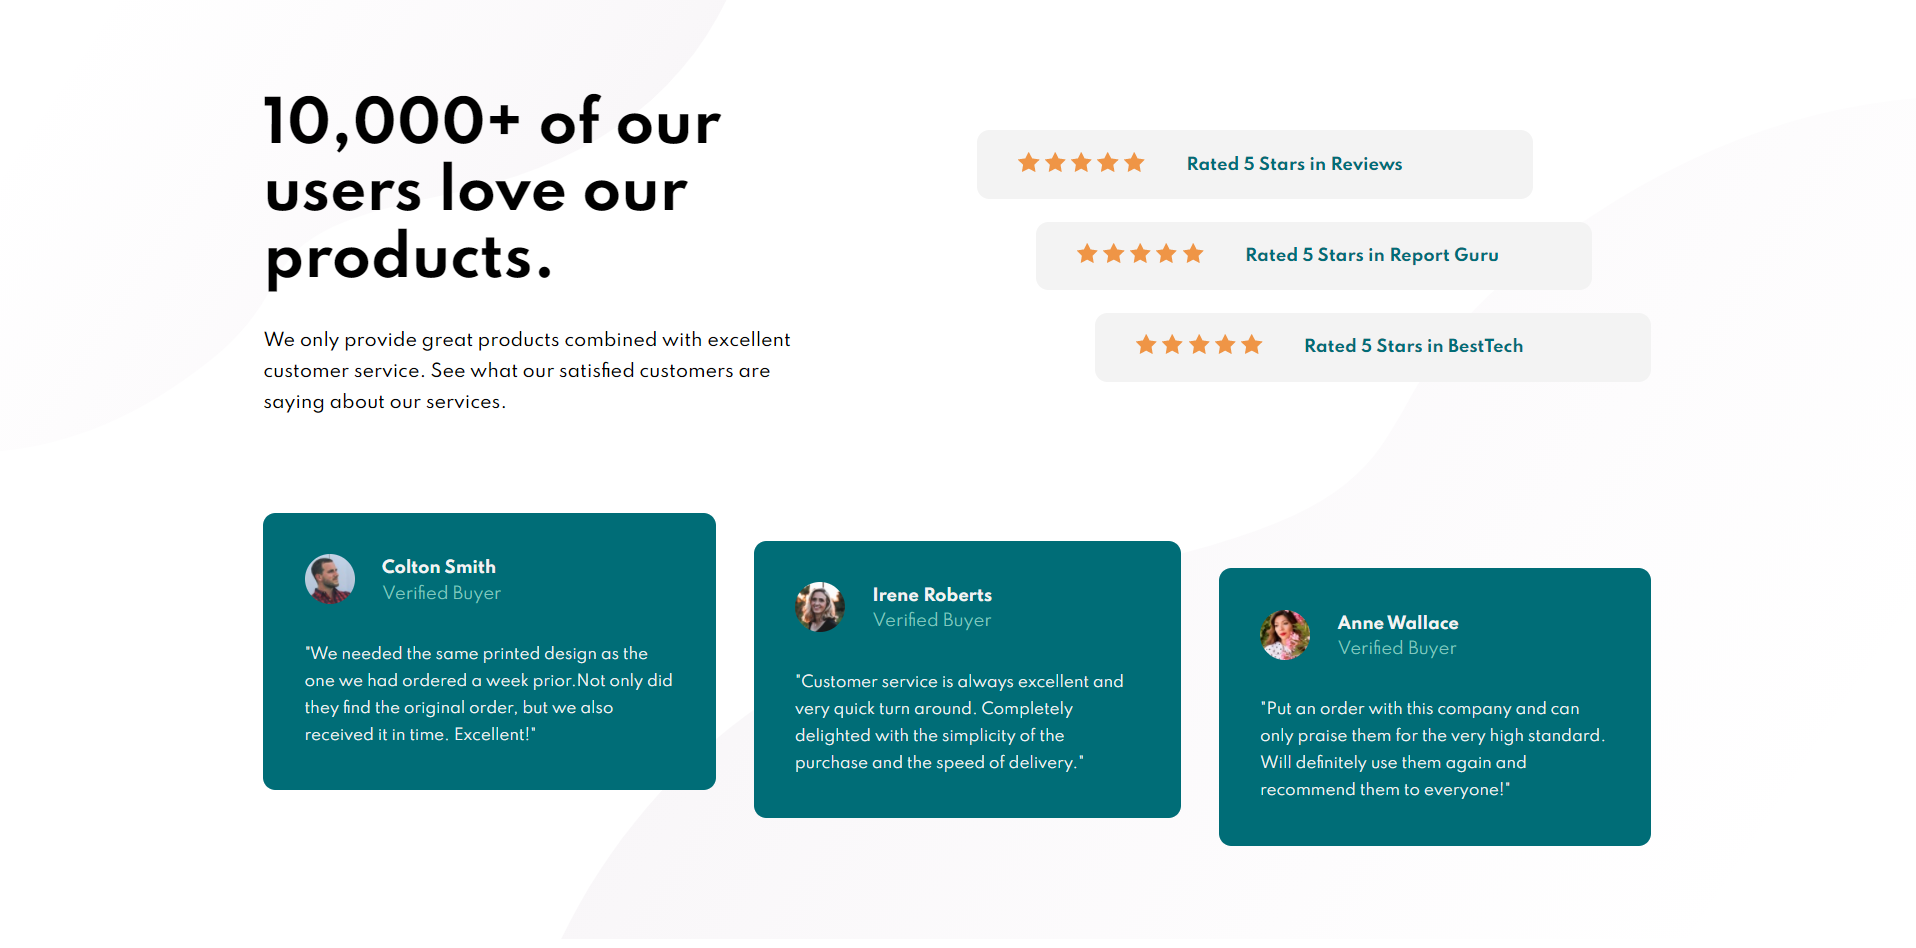 10,000+ of our
users love our
products.
We only provide great products combined with excellent
customer service. See what our satisfied customers are
saying about our services.
Rated 5 Stars in Reviews
Rated 5 Stars in Report Guru
Rated 5 Stars in BestTech
Colton Smith
Verified Buyer
"We needed the same printed design as the
one we had ordered a week prior.Not only did
they find the original order, but we also
received it in time. Excellent!"
Irene Roberts
Verified Buyer
"Customer service is always excellent and
very quick turn around. Completely
delighted with the simplicity of the
purchase and the speed of delivery."
Anne Wallace
Verified Buyer
"Put an order with this company and can
only praise them for the very high standard.
Will definitely use them again and
recommend them to everyone!"